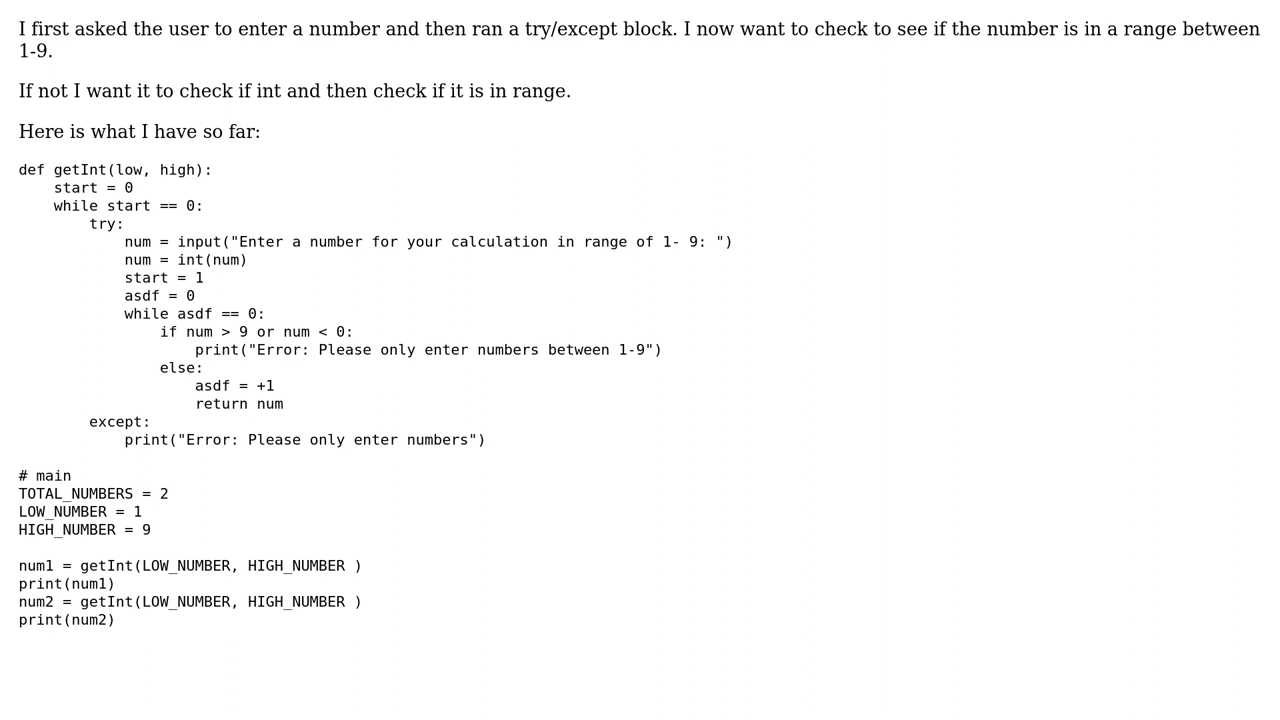 I first asked the user to enter a number and then ran a try/except block. I now want to check to see if the number is in a range between
1-9.
If not I want it to check if int and then check if it is in range.
Here is what I have so far:
def getInt(low, high):
    start = 0
    while start == 0:
        try:
            num = input("Enter a number for your calculation in range of 1- 9: ")
            num = int(num)
            start = 1
            asdf = 0
            while asdf == 0:
                if num > 9 or num < 0:
                    print("Error: Please only enter numbers between 1-9")
                else:
                    asdf = +1
                    return num
        except:
            print("Error: Please only enter numbers")
# main
TOTAL_NUMBERS = 2
LOW_NUMBER = 1
HIGH_NUMBER = 9
num1 = getInt(LOW_NUMBER, HIGH_NUMBER )
print(num1)
num2 = getInt(LOW_NUMBER, HIGH_NUMBER )
print(num2)